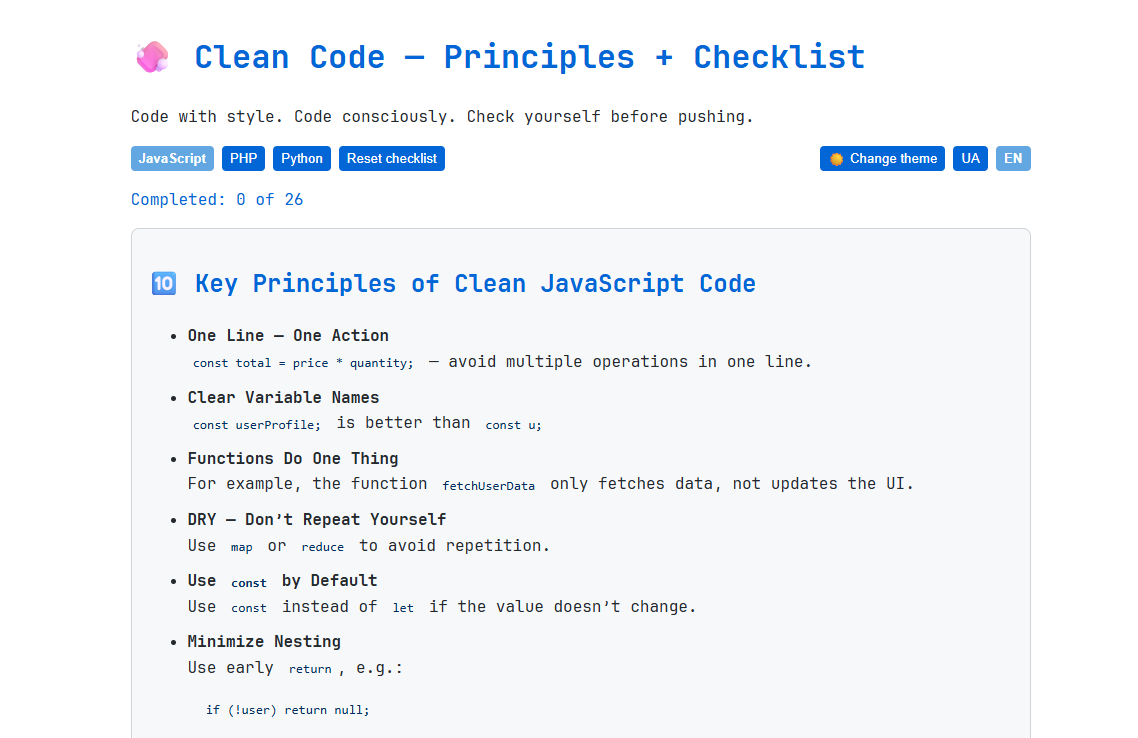 Clean Code — Principles + Checklist
Code with style. Code consciously. Check yourself before pushing.
JavaScript PHP Python Reset checklist Change theme UA EN
Completed: 0 of 26
10 Key Principles of Clean JavaScript Code
• One Line — One Action
const total = price * quantity; — avoid multiple operations in one line.
• Clear Variable Names
const userProfile; is better than const u;
• Functions Do One Thing
For example, the function fetchUserData only fetches data, not updates the UI.
• DRY — Don’t Repeat Yourself
Use map or reduce to avoid repetition.
• Use const by Default
Use const instead of let if the value doesn’t change.
• Minimize Nesting
Use early return, e.g.:
if (!user) return null;